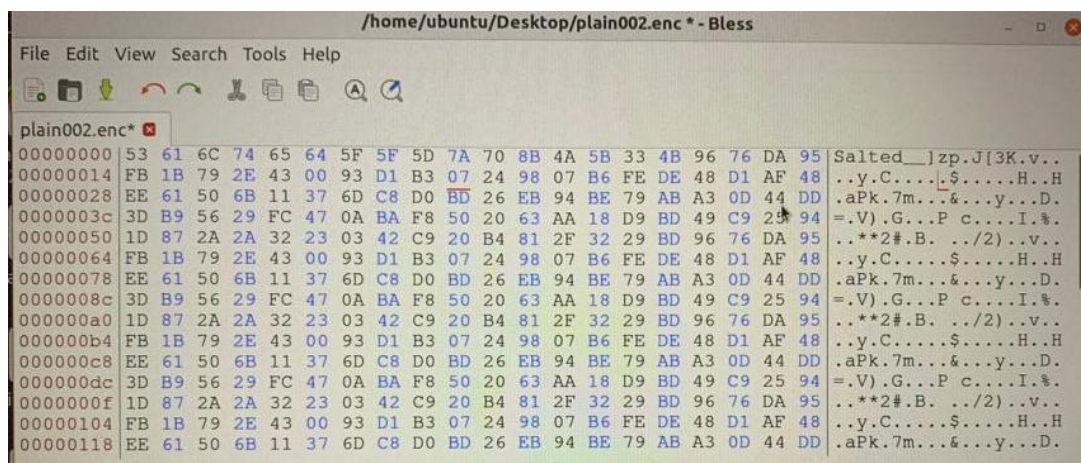 /home/ubuntu/Desktop/plain002.enc * - Bless
File Edit View Search Tools Help
plain002.enc*
00000000 53 61 6C 74 65 64 5F 5F 5D 7A 70 8B 4A 5B 33 4B 96 76 DA 95 Salted__]zp.J[3K.v..
00000014 FB 1B 79 2E 43 00 93 D1 B3 07 24 98 07 B6 FE DE 48 D1 AF 48 ..y.C.....$.....H..H
00000028 EE 61 50 6B 11 37 6D C8 D0 BD 26 EB 94 BE 79 AB A3 0D 44 DD .aPk.7m...&...y...D.
0000003c 3D B9 56 29 FC 47 0A BA F8 50 20 63 AA 18 D9 BD 49 C9 25 94 =.V).G...P c....I.%.
00000050 1D 87 2A 2A 32 23 03 42 C9 20 B4 81 2F 32 29 BD 96 76 DA 95 ..**2#.B. ../2)..v..
00000064 FB 1B 79 2E 43 00 93 D1 B3 07 24 98 07 B6 FE DE 48 D1 AF 48 ..y.C.....$.....H..H
00000078 EE 61 50 6B 11 37 6D C8 D0 BD 26 EB 94 BE 79 AB A3 0D 44 DD .aPk.7m...&...y...D.
0000008c 3D B9 56 29 FC 47 0A BA F8 50 20 63 AA 18 D9 BD 49 C9 25 94 =.V).G...P c....I.%.
000000a0 1D 87 2A 2A 32 23 03 42 C9 20 B4 81 2F 32 29 BD 96 76 DA 95 ..**2#.B. ../2)..v..
000000b4 FB 1B 79 2E 43 00 93 D1 B3 07 24 98 07 B6 FE DE 48 D1 AF 48 ..y.C.....$.....H..H
000000c8 EE 61 50 6B 11 37 6D C8 D0 BD 26 EB 94 BE 79 AB A3 0D 44 DD .aPk.7m...&...y...D.
000000dc 3D B9 56 29 FC 47 0A BA F8 50 20 63 AA 18 D9 BD 49 C9 25 94 =.V).G...P c....I.%.
0000000f 1D 87 2A 2A 32 23 03 42 C9 20 B4 81 2F 32 29 BD 96 76 DA 95 ..**2#.B. ../2)..v..
00000104 FB 1B 79 2E 43 00 93 D1 B3 07 24 98 07 B6 FE DE 48 D1 AF 48 ..y.C.....$.....H..H
00000118 EE 61 50 6B 11 37 6D C8 D0 BD 26 EB 94 BE 79 AB A3 0D 44 DD .aPk.7m...&...y...D.